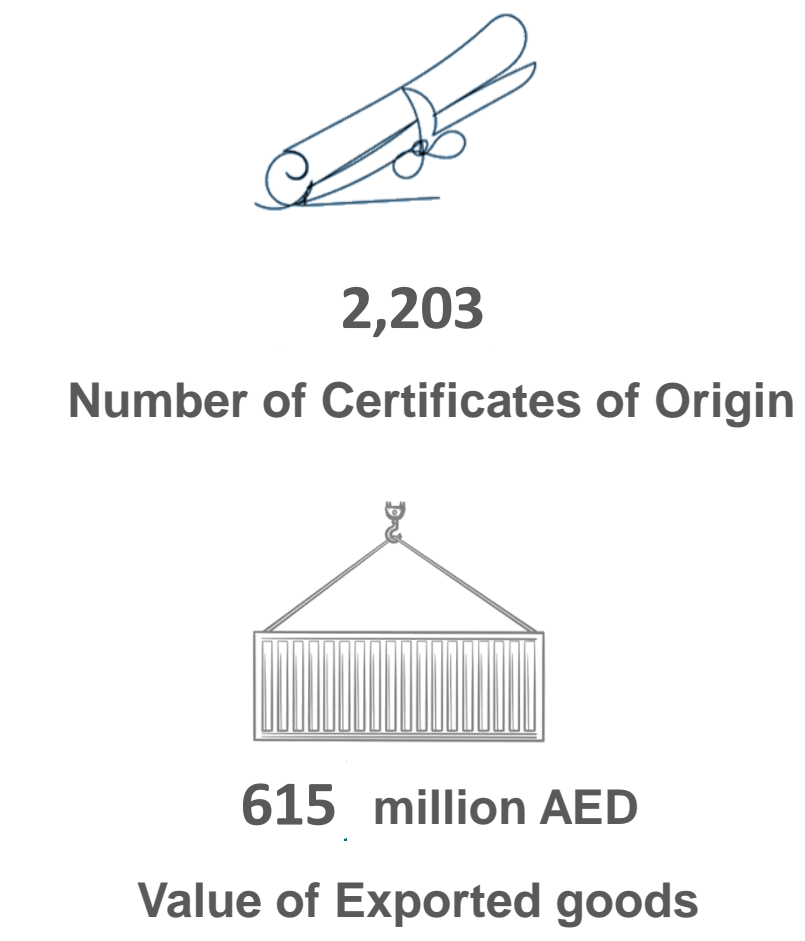 2,203
Number of Certificates of Origin
615 million AED
Value of Exported goods